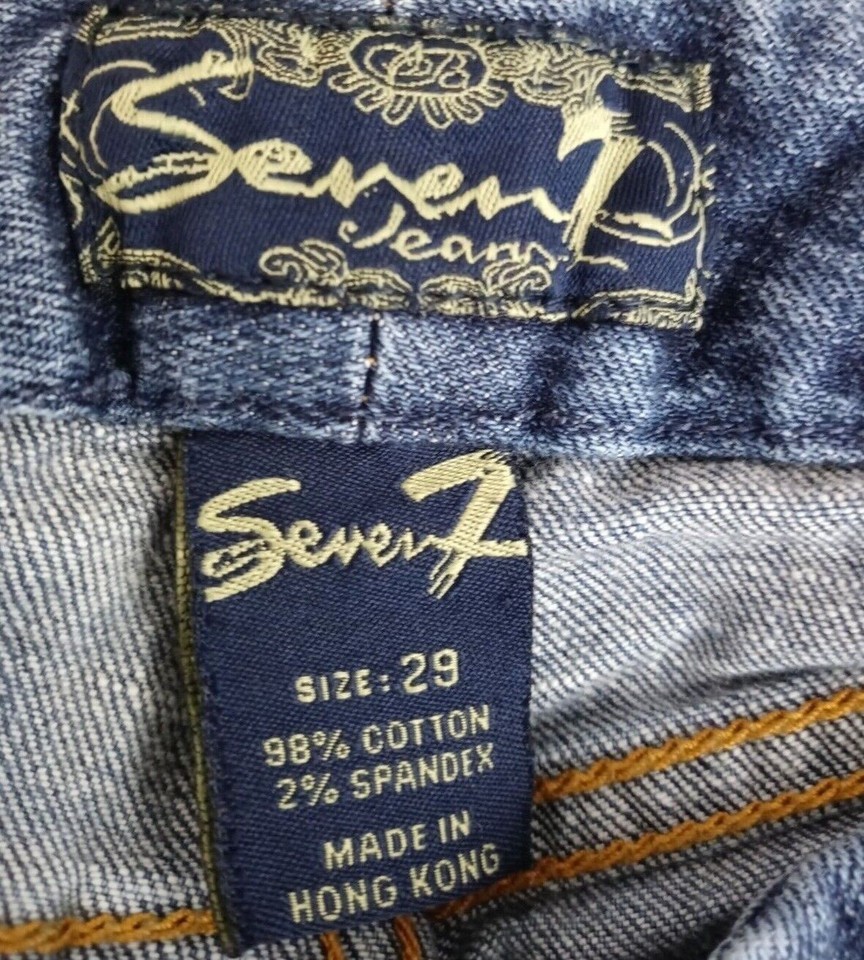 Seven7
Jeans
Seven7
SIZE: 29
98% COTTON
2% SPANDEX
MADE IN
HONG KONG